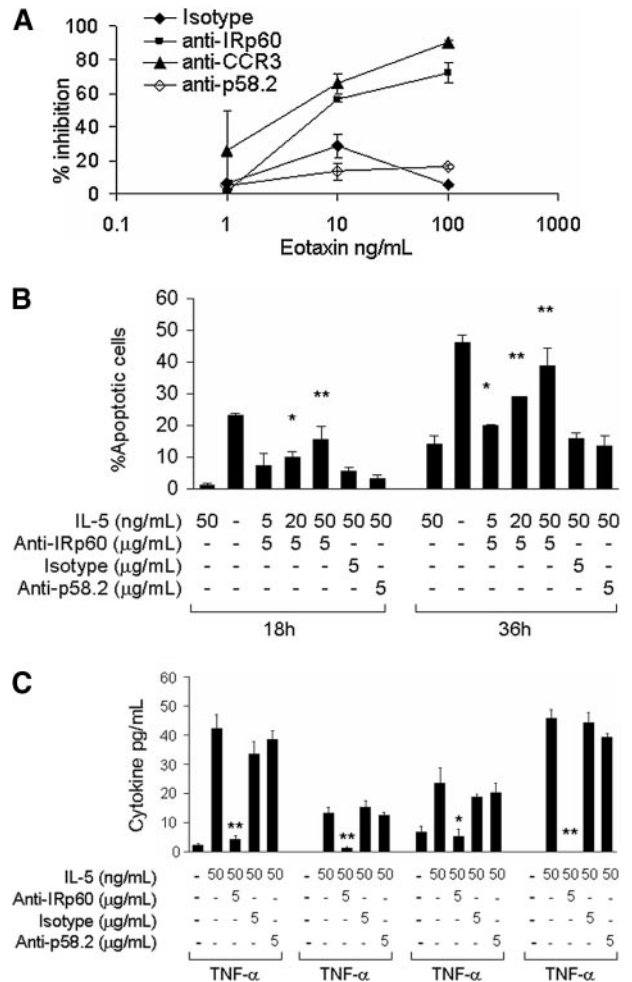 A
Isotype
anti-IRp60
anti-CCR3
anti-p58.2
100
80
60
40
20
0
% inhibition
0.1 1 10 100 1000
Eotaxin ng/mL
B
60
50
40
30
20
10
0
%Apoptotic cells
* ** * ** **
IL-5 (ng/mL) 50 - 5 20 50 50 50 50 - 5 20 50 50 50
Anti-IRp60 (µg/mL) - - 5 5 5 - - - - 5 5 5 - -
Isotype (µg/mL) - - - - - 5 - - - - - - 5 -
Anti-p58.2 (µg/mL) - - - - - - 5 - - - - - - 5
18h 36h
C
60
50
40
30
20
10
0
Cytokine pg/mL
** ** * **
IL-5 (ng/mL) - 50 50 50 50 - 50 50 50 50 - 50 50 50 50 - 50 50 50 50
Anti-IRp60 (µg/mL) - - 5 - - - - 5 - - - - 5 - - - - 5 - -
Isotype (µg/mL) - - - 5 - - - - 5 - - - - 5 - - - - 5 -
Anti-p58.2 (µg/mL) - - - - 5 - - - - 5 - - - - 5 - - - - 5
TNF-α TNF-α TNF-α TNF-α